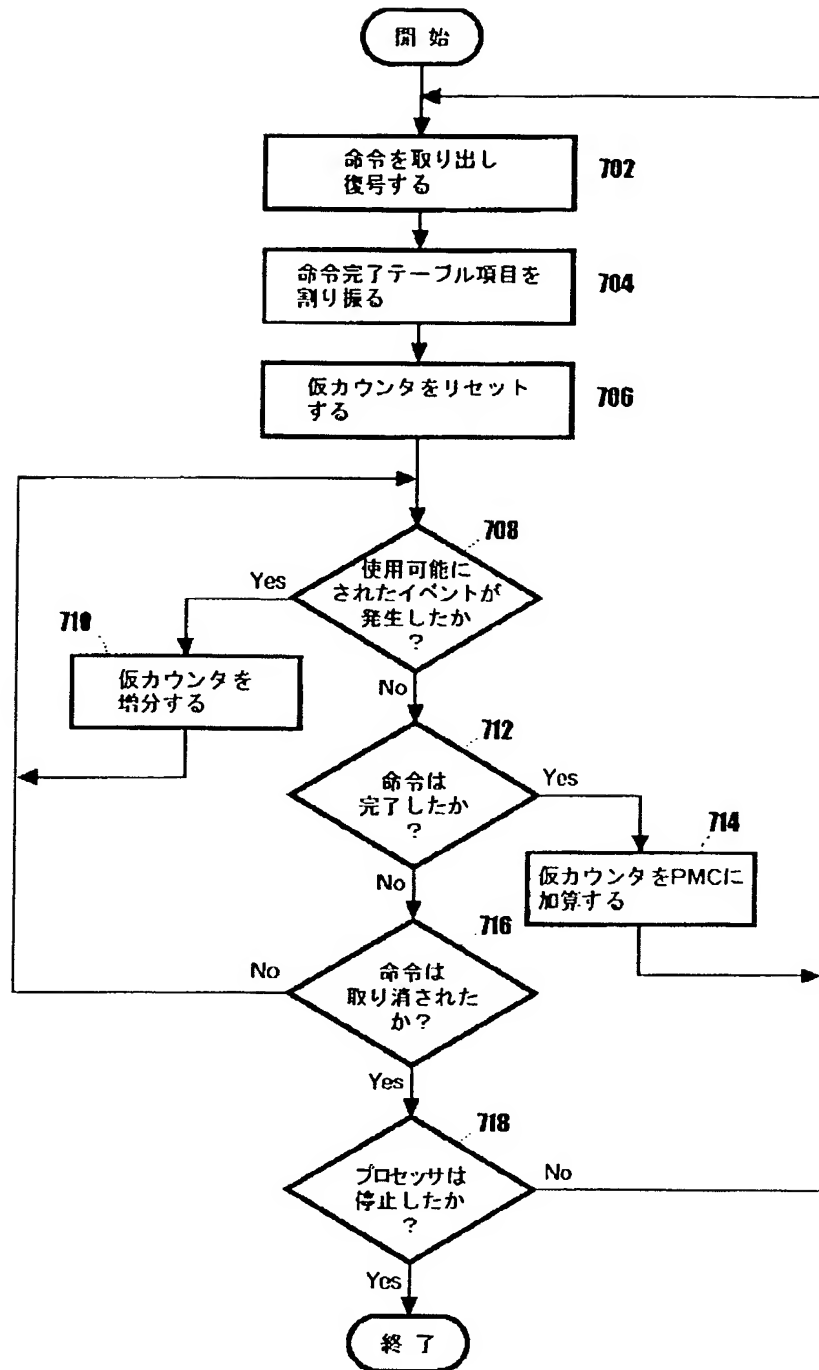 開始
命令を取り出し
復号する
702
命令完了テーブル項目を
割り振る
704
仮カウンタをリセット
する
706
708
使用可能に
されたイベントが
発生したか
?
Yes
No
710
仮カウンタを
増分する
712
命令は
完了したか
?
Yes
No
714
仮カウンタをPMCに
加算する
716
命令は
取り消された
か?
No
Yes
718
プロセッサは
停止したか
?
No
Yes
終了